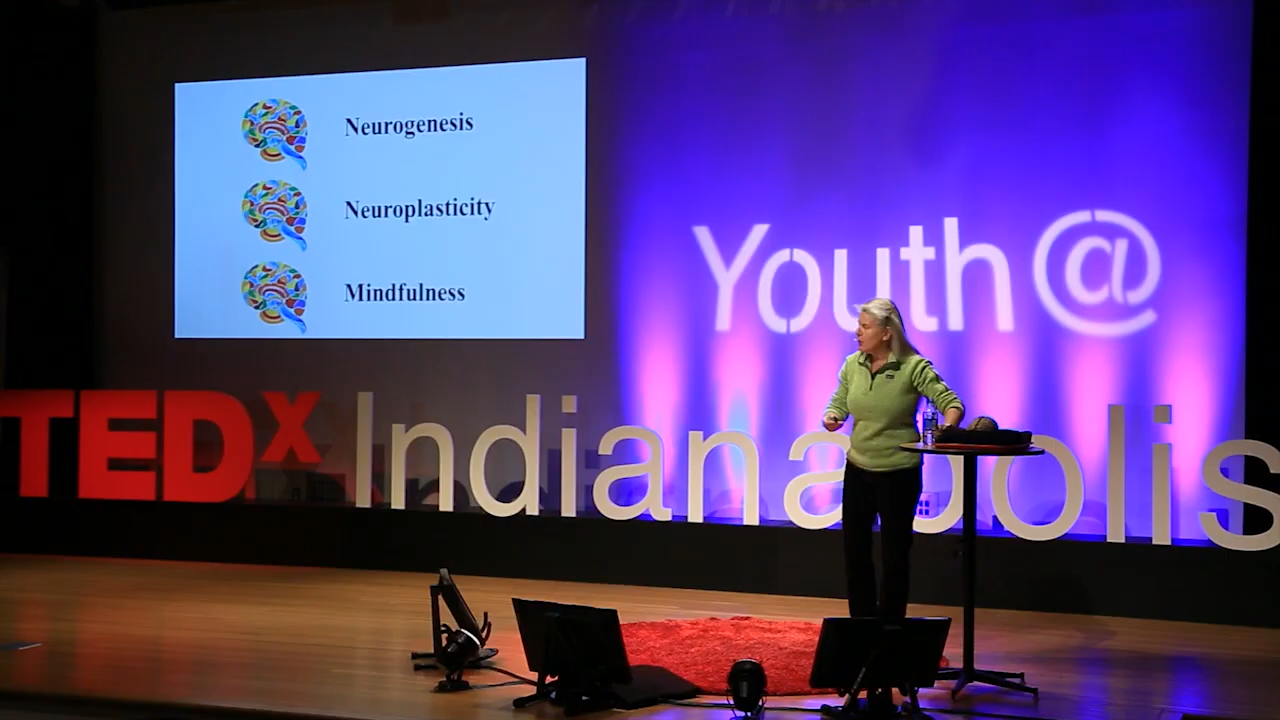 Neurogenesis
Neuroplasticity
Mindfulness
Youth@
TEDx Indianapolis